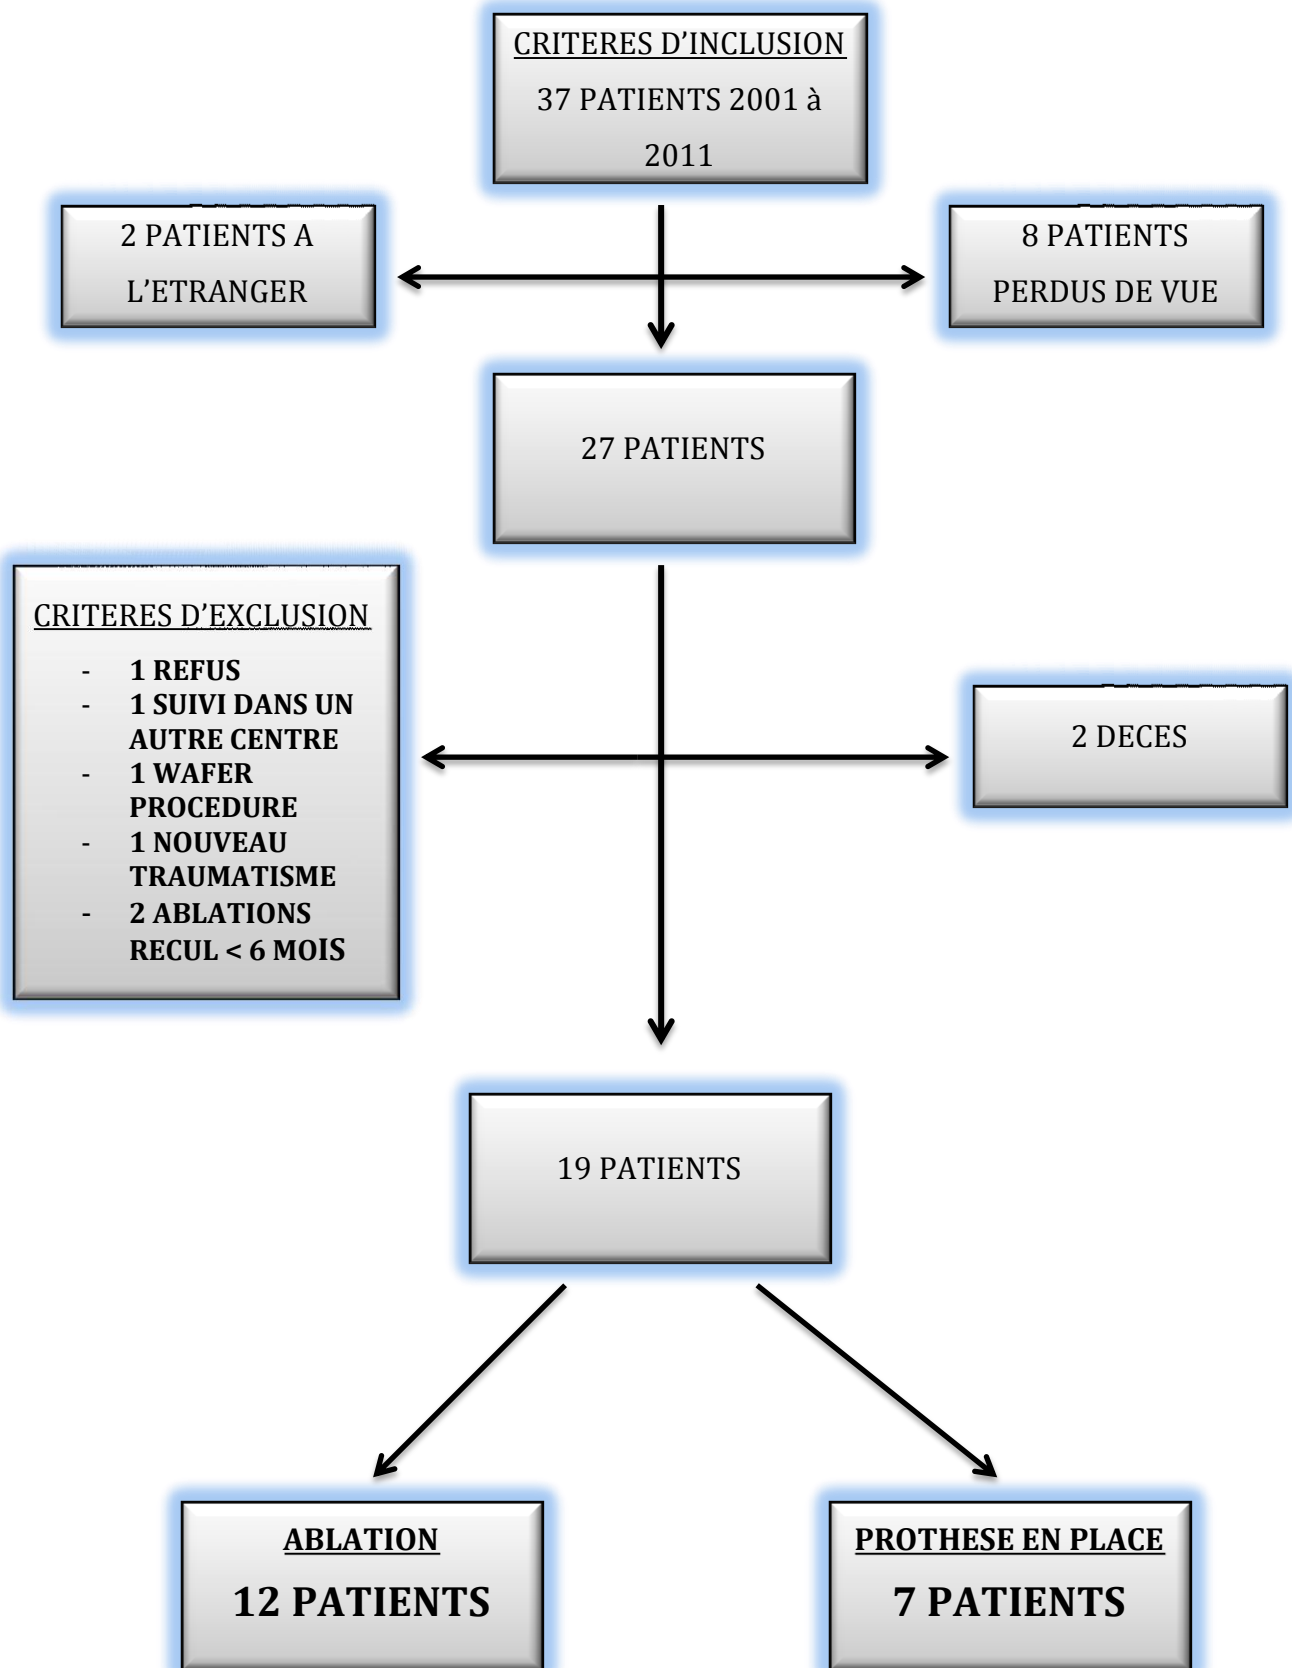 CRITERES D'INCLUSION
37 PATIENTS 2001 à
2011
2 PATIENTS A
L'ETRANGER
8 PATIENTS
PERDUS DE VUE
27 PATIENTS
CRITERES D'EXCLUSION
- 1 REFUS
- 1 SUIVI DANS UN
AUTRE CENTRE
- 1 WAFER
PROCEDURE
- 1 NOUVEAU
TRAUMATISME
- 2 ABLATIONS
RECUL < 6 MOIS
2 DECES
19 PATIENTS
ABLATION
12 PATIENTS
PROTHESE EN PLACE
7 PATIENTS